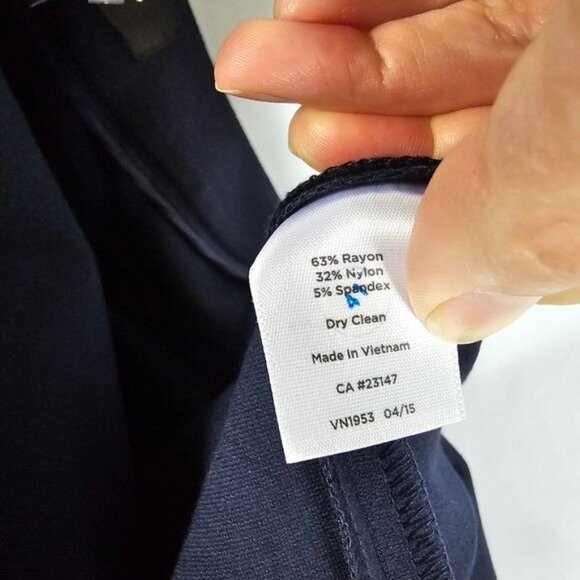 63% Rayon
32% Nylon
5% Spandex
Dry Clean
Made In Vietnam
CA #23147
VN1953 04/15